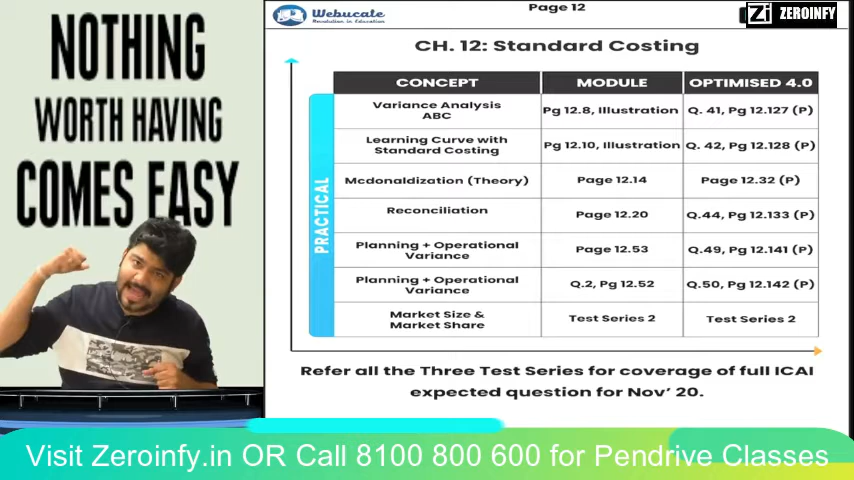 NOTHING
WORTH HAVING
COMES EASY
Webucate
Revolution in Education
Page 12
Zi ZEROINFY
CH. 12: Standard Costing
CONCEPT MODULE OPTIMISED 4.0
PRACTICAL
Variance Analysis
ABC
Pg 12.8, Illustration
Q. 41, Pg 12.127 (P)
Learning Curve with
Standard Costing
Pg 12.10, Illustration
Q. 42, Pg 12.128 (P)
Mcdonaldization (Theory)
Page 12.14
Page 12.32 (P)
Reconciliation
Page 12.20
Q.44, Pg 12.133 (P)
Planning + Operational
Variance
Page 12.53
Q.49, Pg 12.141 (P)
Planning + Operational
Variance
Q.2, Pg 12.52
Q.50, Pg 12.142 (P)
Market Size &
Market Share
Test Series 2
Test Series 2
Refer all the Three Test Series for coverage of full ICAI
expected question for Nov' 20.
Visit Zeroinfy.in OR Call 8100 800 600 for Pendrive Classes